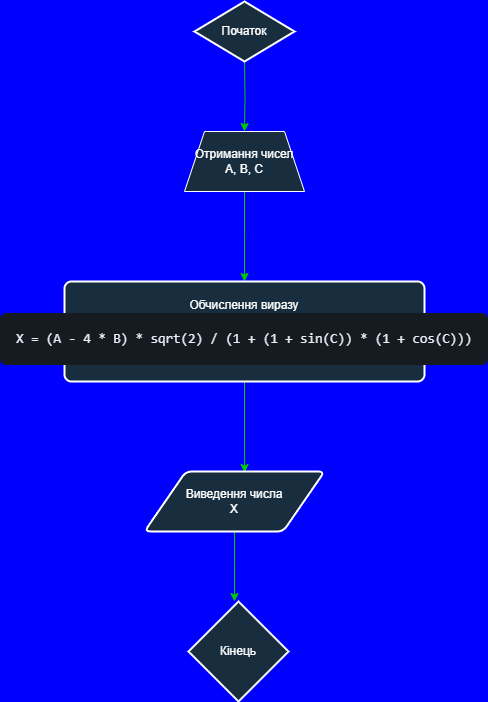 Початок
Отримання чисел
A, B, C
Обчислення виразу
X = (A - 4 * B) * sqrt(2) / (1 + (1 + sin(C)) * (1 + cos(C)))
Виведення числа
X
Кінець